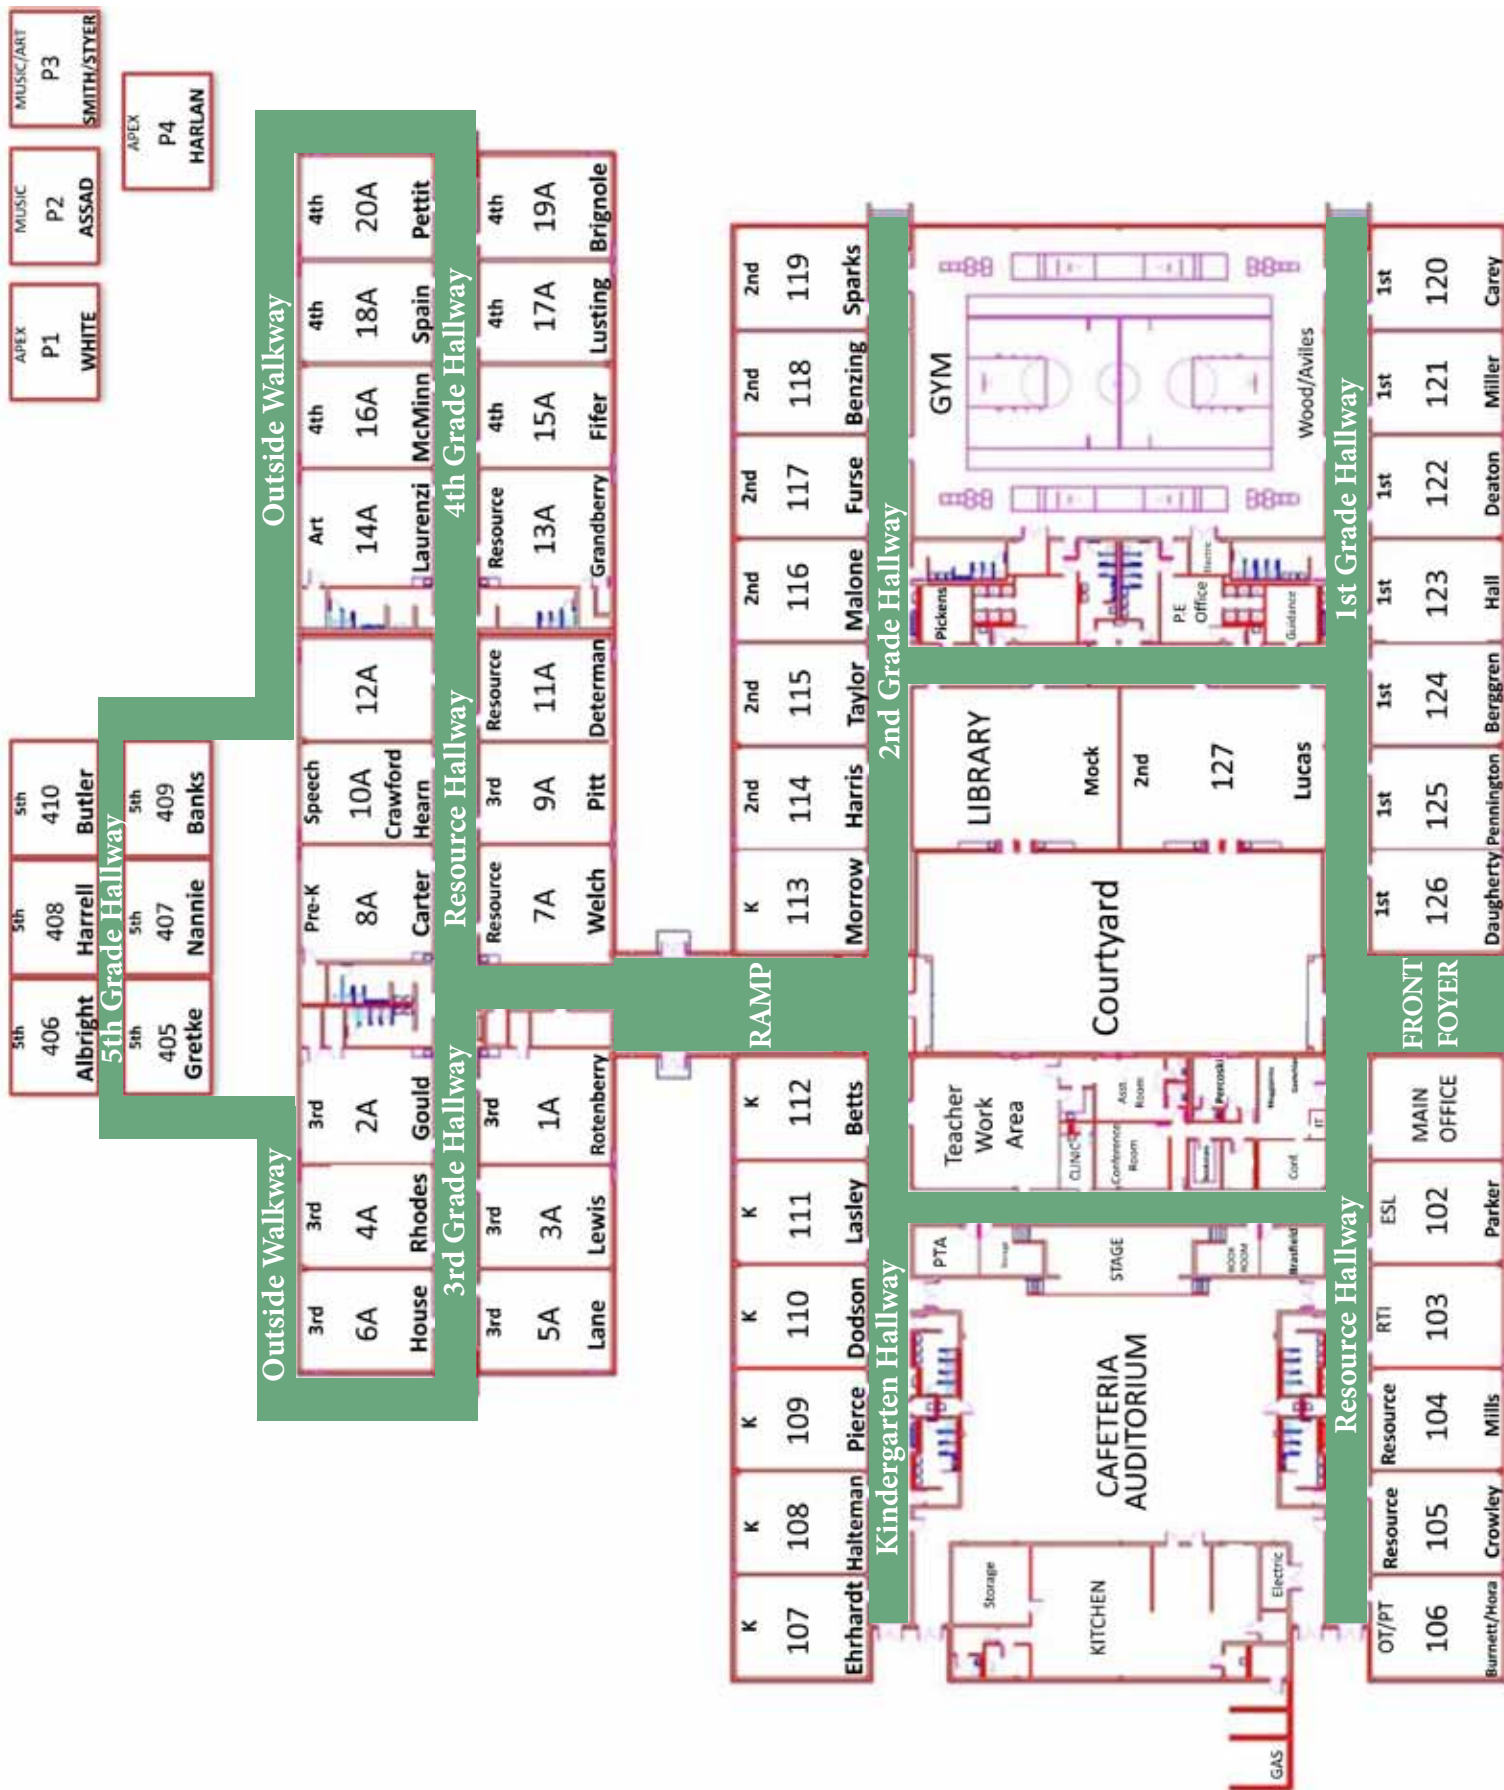 MUSIC/ART
P3
SMITH/STYER
MUSIC
P2
ASSAD
APEX
P1
WHITE
APEX
P4
HARLAN
5th
410
Butler
5th
408
Harrell
5th
406
Albright
5th Grade Hallway
5th
409
Banks
5th
407
Nannie
5th
405
Gretke
Outside Walkway
Outside Walkway
4th
20A
Pettit
4th
18A
Spain
4th
16A
McMinn
Art
14A
Laurenzi
12A
Speech
10A
Crawford
Hearn
Pre-K
8A
Carter
3rd
2A
Gould
3rd
4A
Rhodes
3rd
6A
House
4th Grade Hallway
Resource Hallway
3rd Grade Hallway
4th
19A
Brignole
4th
17A
Lusting
4th
15A
Fifer
Resource
13A
Grandberry
Resource
11A
Determan
3rd
9A
Pitt
Resource
7A
Welch
3rd
1A
Rotenberry
3rd
3A
Lewis
3rd
5A
Lane
RAMP
2nd
119
Sparks
2nd
118
Benzing
2nd
117
Furse
2nd
116
Malone
2nd
115
Taylor
2nd
114
Harris
K
113
Morrow
K
112
Betts
K
111
Lasley
K
110
Dodson
K
109
Pierce
K
108
Halteman
K
107
Ehrhardt
2nd Grade Hallway
Kindergarten Hallway
GYM
Wood/Aviles
Pickens
P.E
Office
Electric
Guidance
LIBRARY
Mock
2nd
127
Lucas
Courtyard
Teacher
Work
Area
CLINIC
Conference
Room
Asst.
Room
Percoski
Conf.
IT
PTA
Storage
STAGE
BOOK
ROOM
Brasfield
CAFETERIA
AUDITORIUM
Storage
KITCHEN
Electric
GAS
1st Grade Hallway
Resource Hallway
1st
120
Carey
1st
121
Miller
1st
122
Deaton
1st
123
Hall
1st
124
Berggren
1st
125
Pennington
1st
126
Daugherty
FRONT
FOYER
MAIN
OFFICE
ESL
102
Parker
RTI
103
Resource
104
Mills
Resource
105
Crowley
OT/PT
106
Burnett/Hora